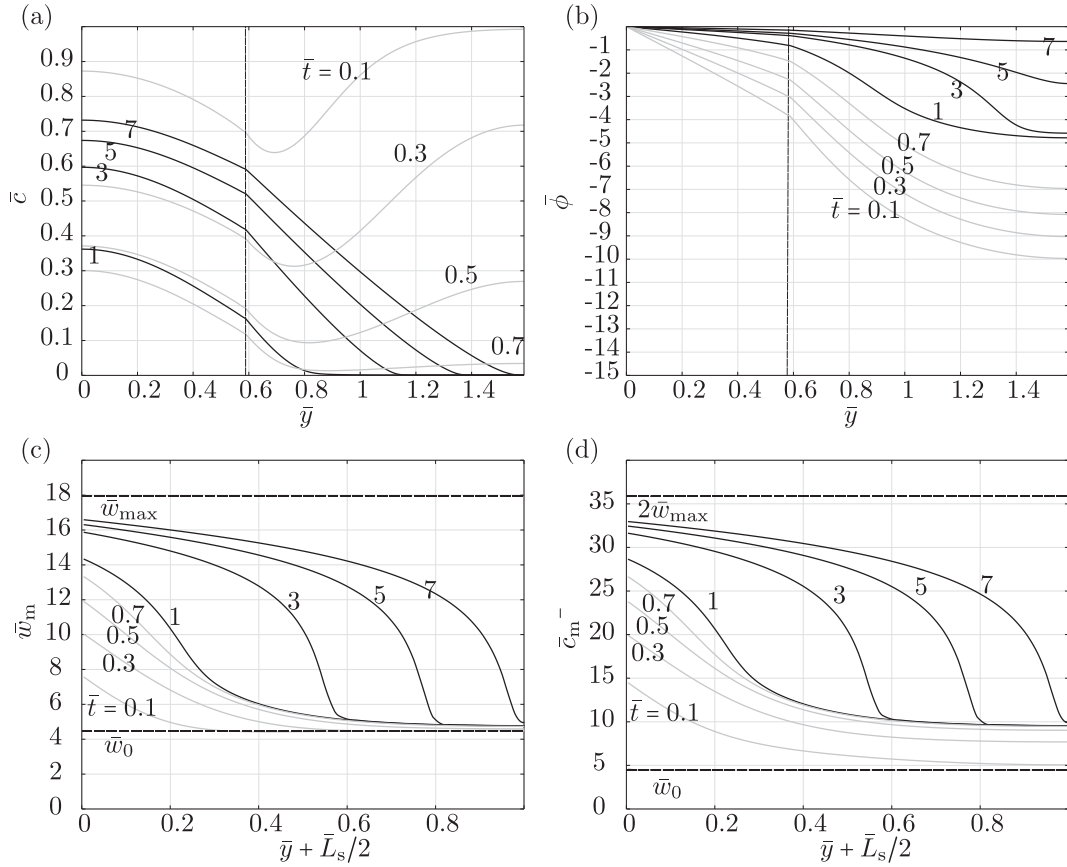 (a)
0.9
0.8
0.7
0.6
0.5
0.4
0.3
0.2
0.1
0
c̄
t̄ = 0.1
7
5
3
0.3
1
0.5
0.7
0 0.2 0.4 0.6 0.8 1 1.2 1.4
ȳ
(b)
-1
-2
-3
-4
-5
-6
-7
-8
-9
-10
-11
-12
-13
-14
-15
ϕ̄
7
5
3
1
0.7
0.5
0.3
t̄ = 0.1
0 0.2 0.4 0.6 0.8 1 1.2 1.4
ȳ
(c)
18
16
14
12
10
8
6
4
2
0
w̄m
w̄max
7
5
3
1
0.7
0.5
0.3
t̄ = 0.1
w̄0
0 0.2 0.4 0.6 0.8
ȳ + L̄s/2
(d)
35
30
25
20
15
10
5
0
c̄m−
2w̄max
7
5
3
1
0.7
0.5
0.3
t̄ = 0.1
w̄0
0 0.2 0.4 0.6 0.8
ȳ + L̄s/2